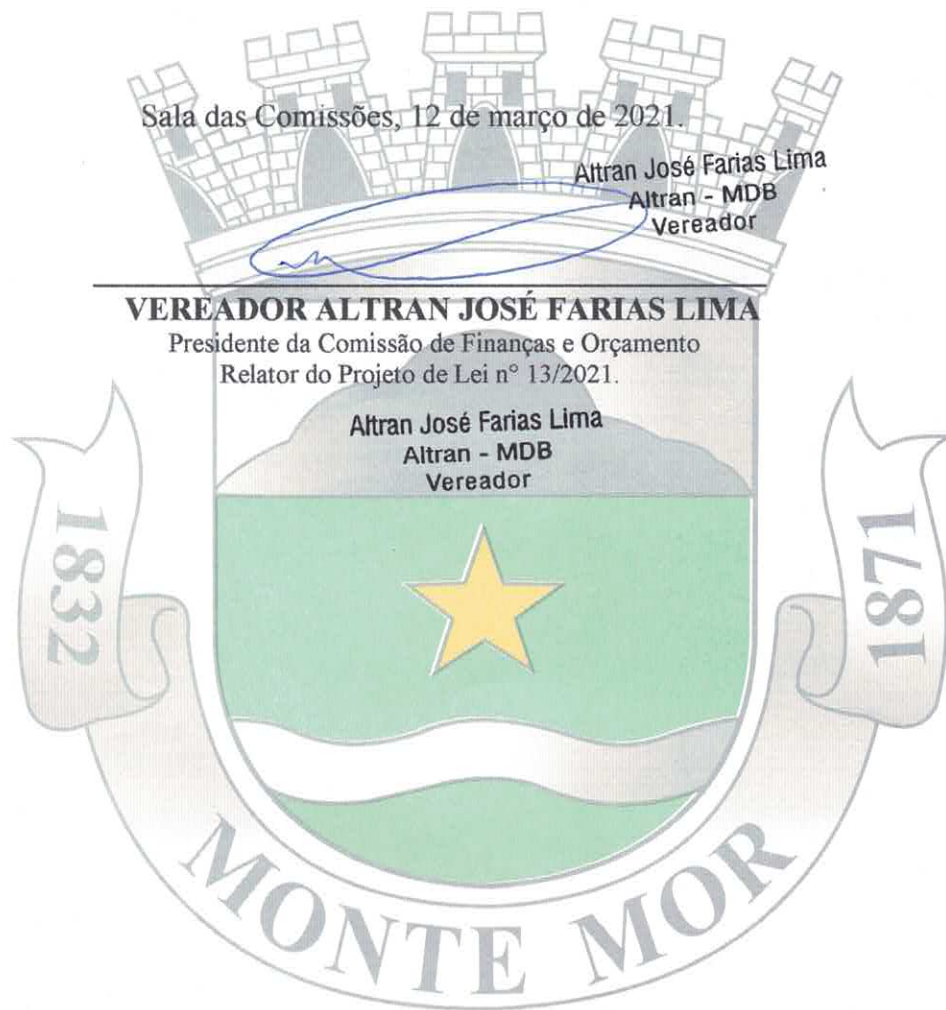 Sala das Comissões, 12 de março de 2021.
Altran José Farias Lima
Altran - MDB
Vereador
VEREADOR ALTRAN JOSÉ FARIAS LIMA
Presidente da Comissão de Finanças e Orçamento
Relator do Projeto de Lei n° 13/2021.
Altran José Farias Lima
Altran - MDB
Vereador
1832
1871
MONTE MOR